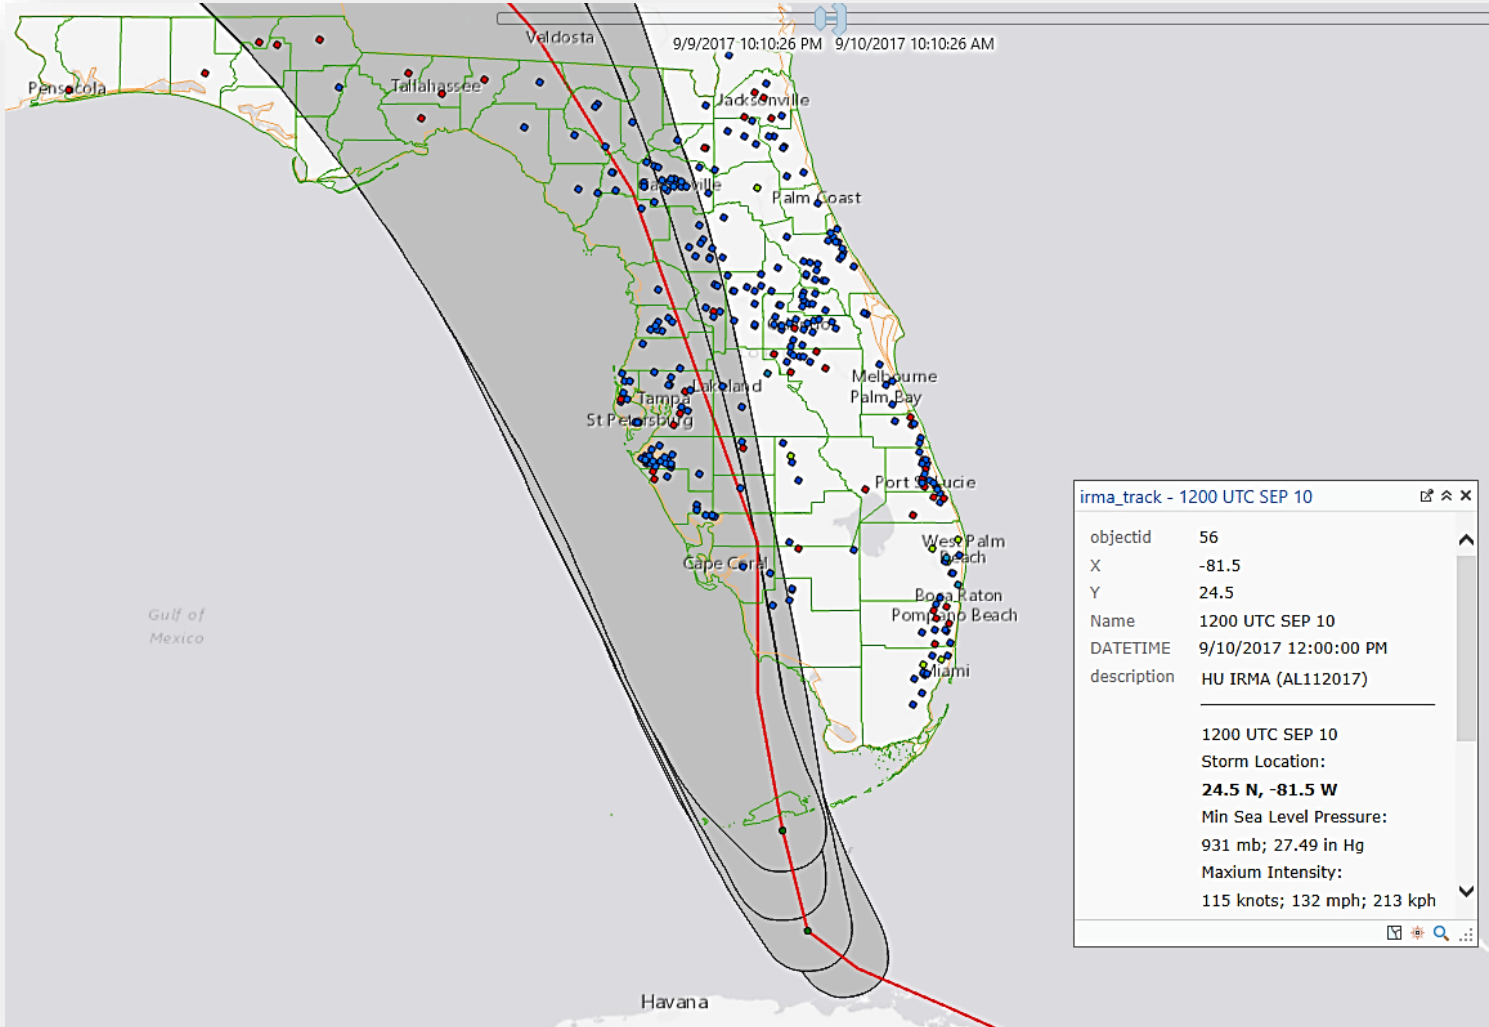 Valdosta
9/9/2017 10:10:26 PM 9/10/2017 10:10:26 AM
Pensacola
Tallahassee
Jacksonville
Palm Coast
Melbourne
Palm Bay
Lakeland
Tampa
St Petersburg
Port St Lucie
Cape Coral
West Palm
Beach
Boca Raton
Pompano Beach
Miami
Gulf of
Mexico
Havana
irma_track - 1200 UTC SEP 10
objectid 56
X -81.5
Y 24.5
Name 1200 UTC SEP 10
DATETIME 9/10/2017 12:00:00 PM
description HU IRMA (AL112017)
1200 UTC SEP 10
Storm Location:
24.5 N, -81.5 W
Min Sea Level Pressure:
931 mb; 27.49 in Hg
Maxium Intensity:
115 knots; 132 mph; 213 kph